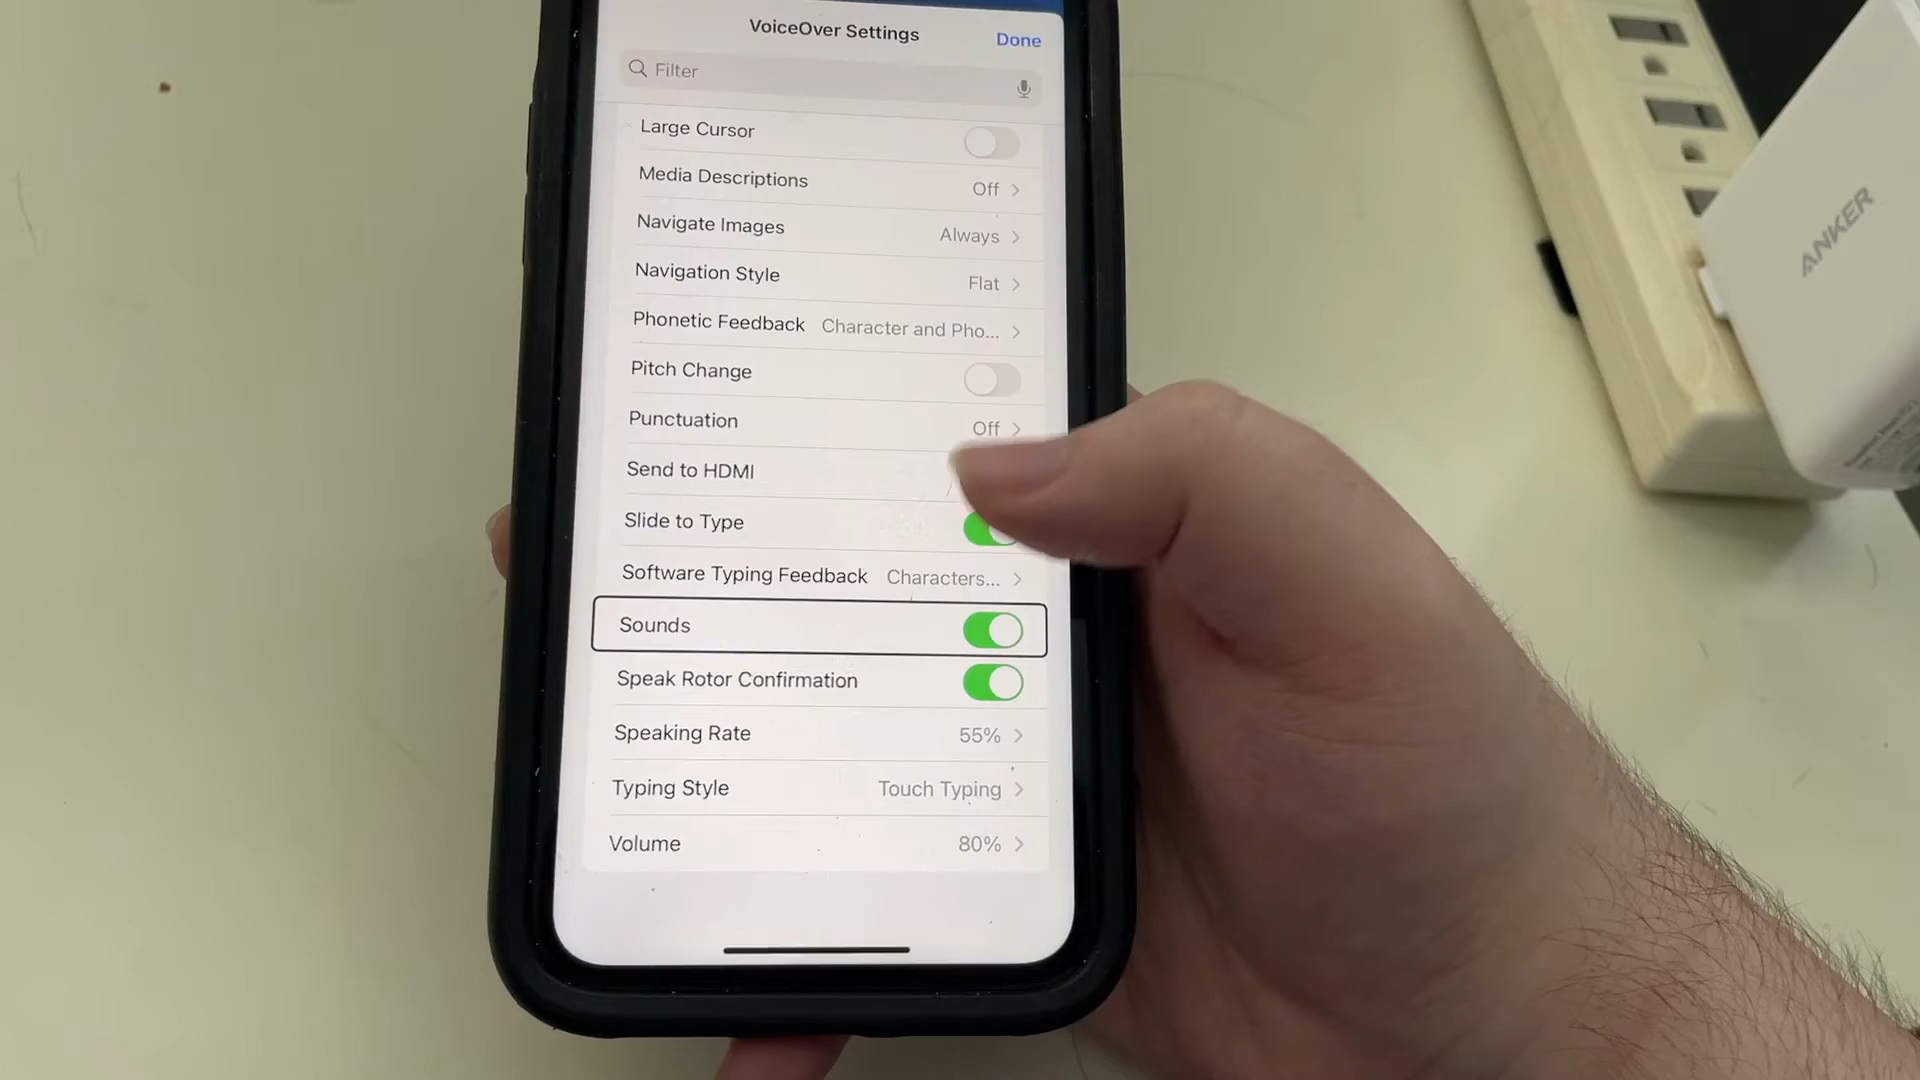 VoiceOver Settings
Done
Filter
Large Cursor
Media Descriptions Off
Navigate Images Always
Navigation Style Flat
Phonetic Feedback Character and Pho...
Pitch Change
Punctuation Off
Send to HDMI
Slide to Type
Software Typing Feedback Characters...
Sounds
Speak Rotor Confirmation
Speaking Rate 55%
Typing Style Touch Typing
Volume 80%
ANKER